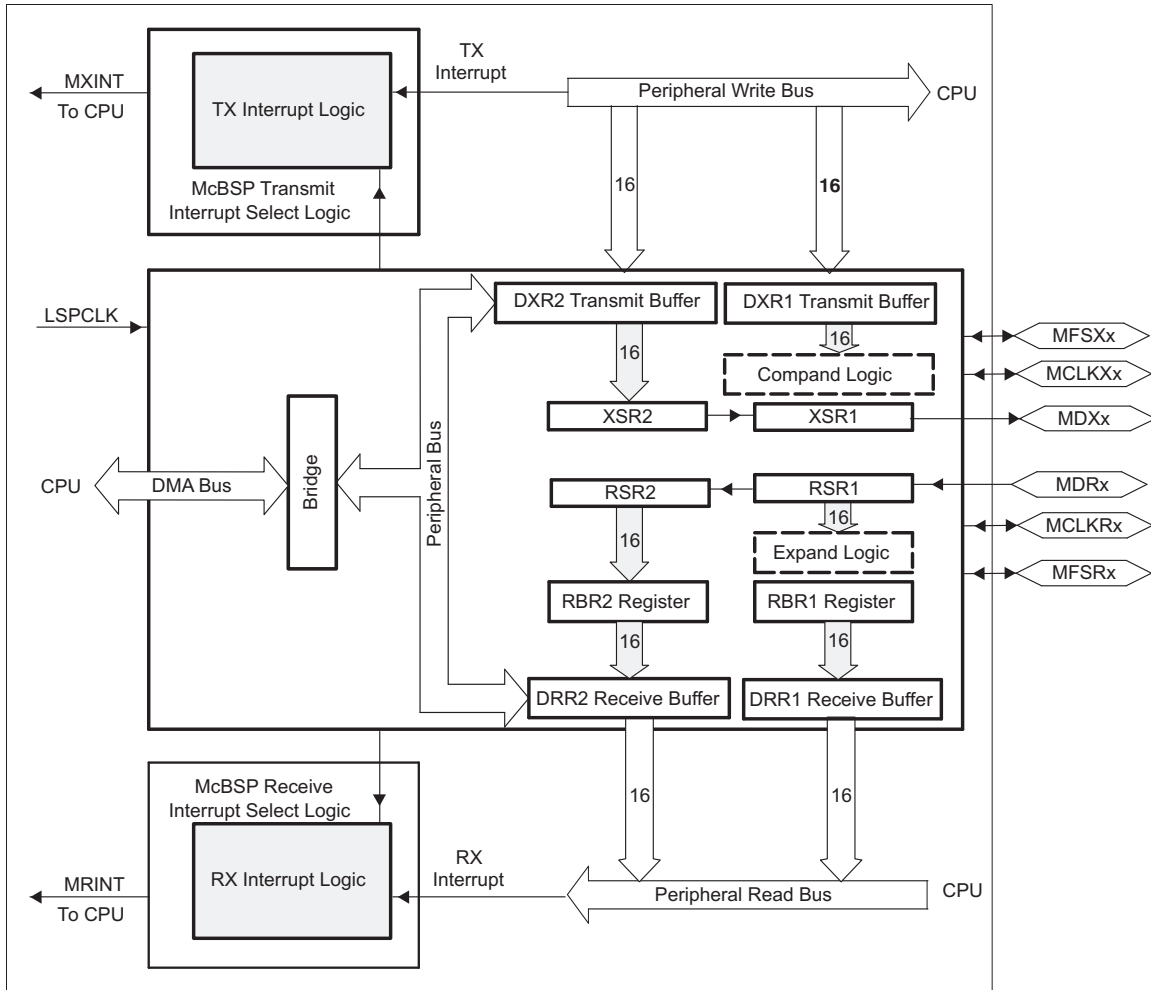 TX
Interrupt
MXINT
To CPU
TX Interrupt Logic
Peripheral Write Bus
CPU
McBSP Transmit
Interrupt Select Logic
16
16
LSPCLK
DXR2 Transmit Buffer
DXR1 Transmit Buffer
16
16
MFSXx
Compand Logic
MCLKXx
XSR2
XSR1
MDXx
CPU
DMA Bus
Bridge
Peripheral Bus
RSR2
RSR1
MDRx
16
16
MCLKRx
Expand Logic
MFSRx
RBR2 Register
RBR1 Register
16
16
DRR2 Receive Buffer
DRR1 Receive Buffer
McBSP Receive
Interrupt Select Logic
16
16
RX
Interrupt
MRINT
To CPU
RX Interrupt Logic
Peripheral Read Bus
CPU